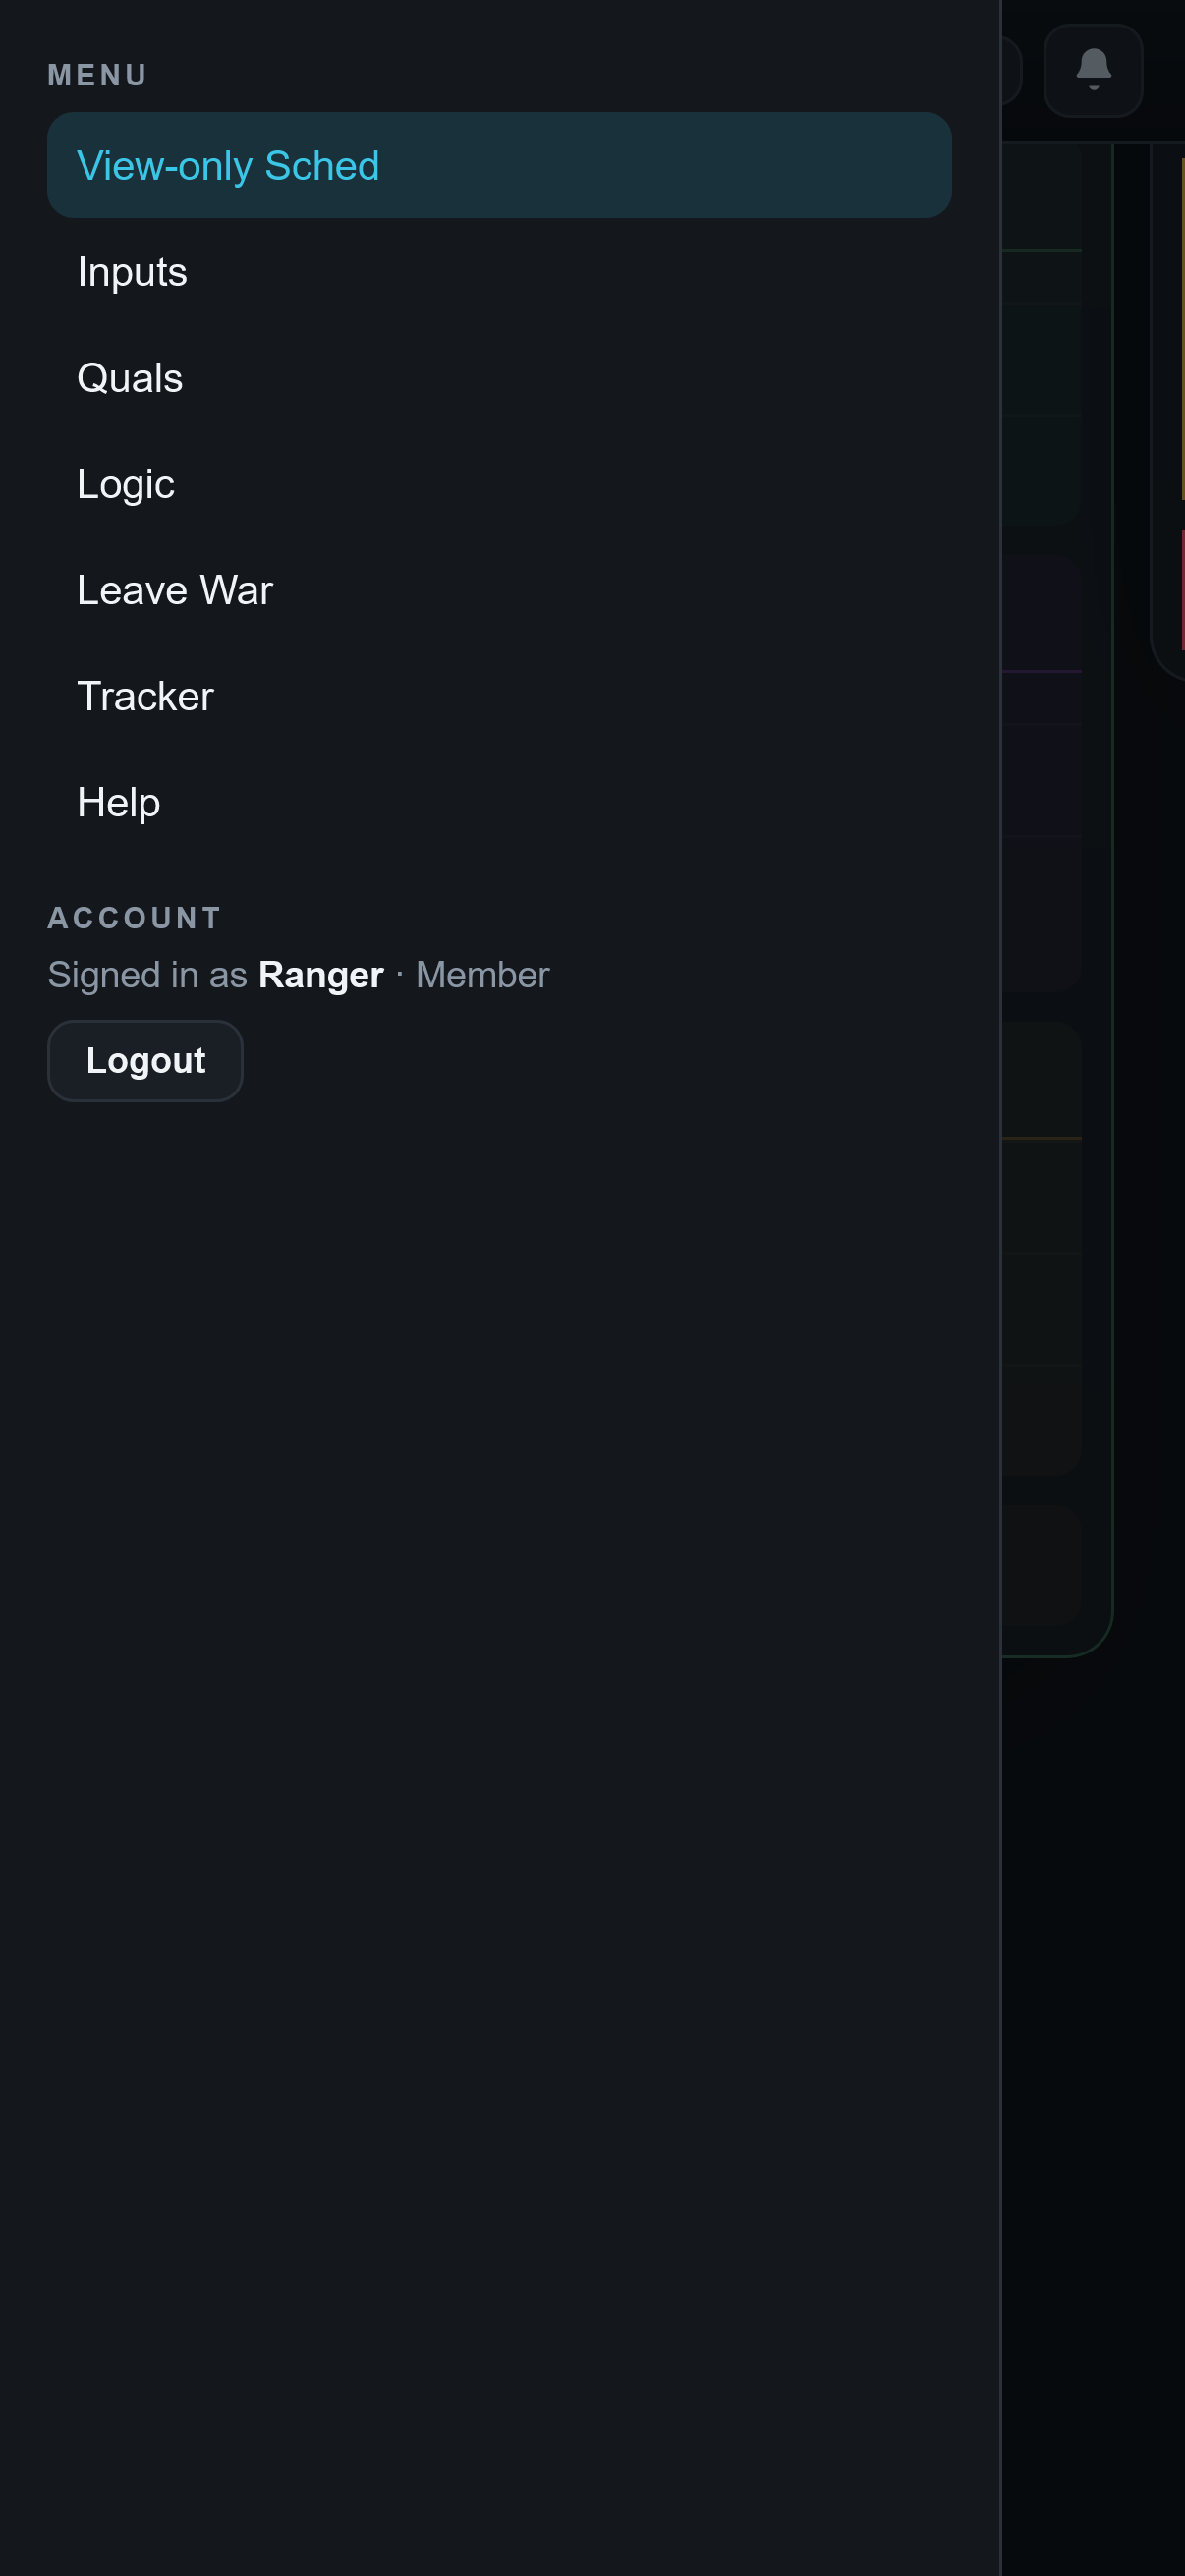 MENU
View-only Sched
Inputs
Quals
Logic
Leave War
Tracker
Help
ACCOUNT
Signed in as Ranger · Member
Logout